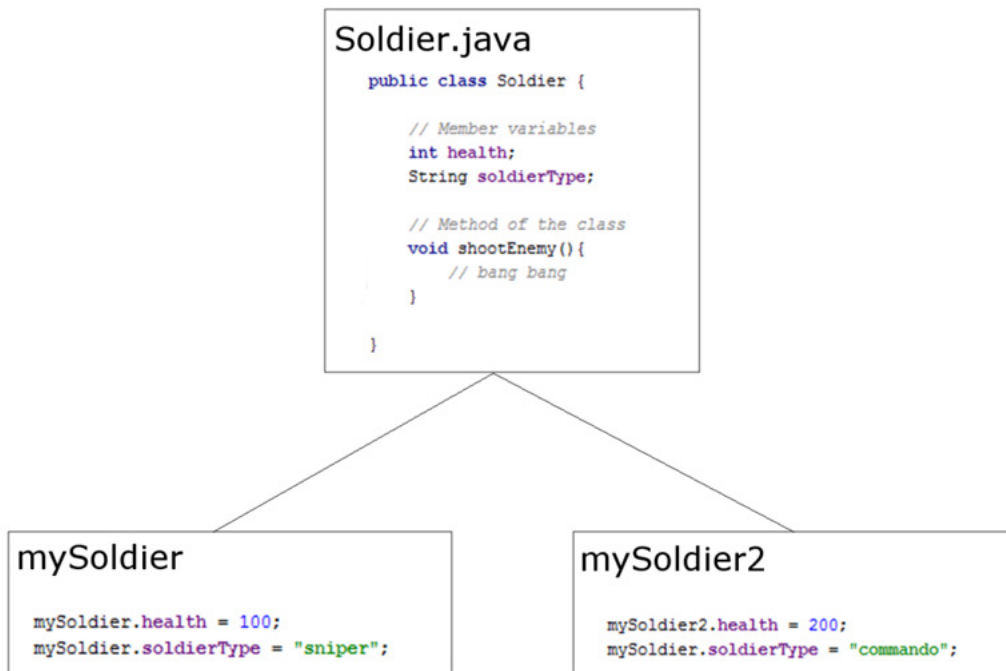 Soldier.java
public class Soldier {
// Member variables
int health;
String soldierType;
// Method of the class
void shootEnemy(){
// bang bang
}
}
mySoldier
mySoldier.health = 100;
mySoldier.soldierType = "sniper";
mySoldier2
mySoldier2.health = 200;
mySoldier.soldierType = "commando";